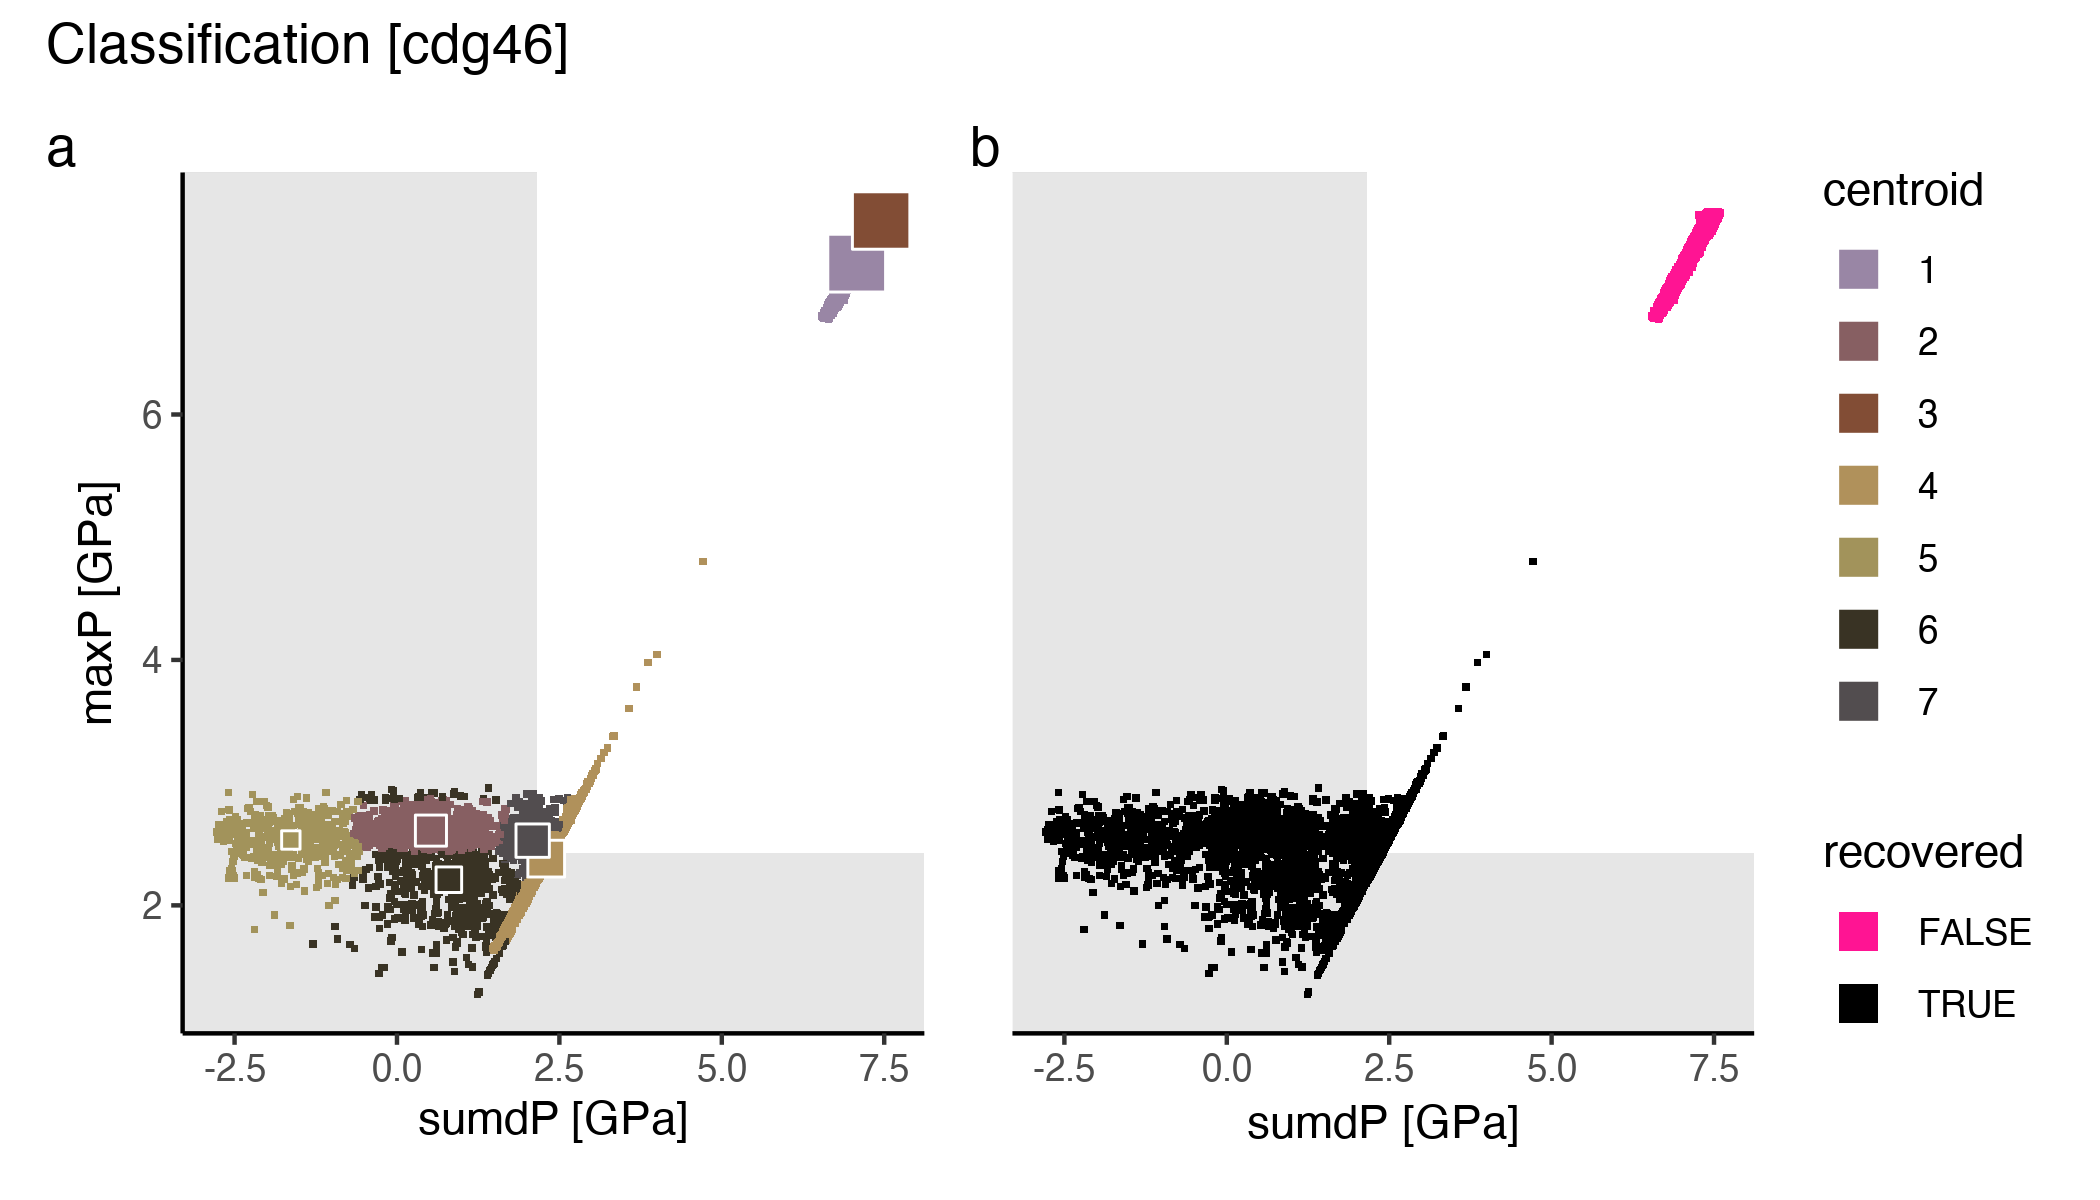 Classification [cdg46]
a
6
4
2
maxP [GPa]
-2.5 0.0 2.5 5.0 7.5
sumdP [GPa]
b
-2.5 0.0 2.5 5.0 7.5
sumdP [GPa]
centroid
1
2
3
4
5
6
7
recovered
FALSE
TRUE